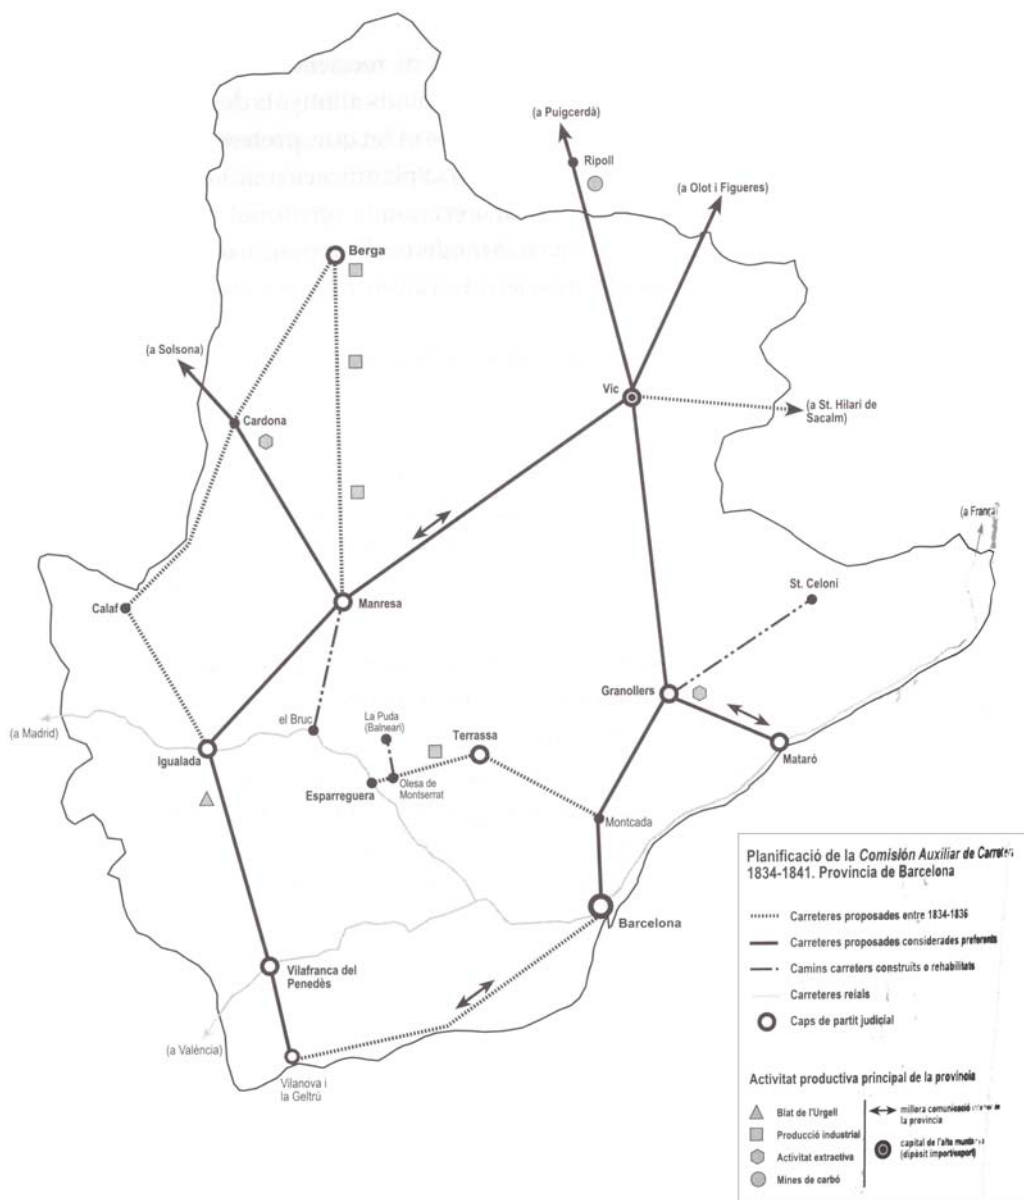 (a Puigcerdà)
Ripoll
(a Olot i Figueres)
Berga
(a Solsona)
Cardona
Vic
(a St. Hilari de
Sacalm)
(a França)
Calaf
Manresa
St. Celoni
Granollers
Mataró
(a Madrid)
Igualada
el Bruc
La Puda
(Balneari)
Terrassa
Esparreguera
Olesa de
Montserrat
Montcada
Barcelona
Vilafranca del
Penedès
(a València)
Vilanova i
la Geltrú
Planificació de la Comisión Auxiliar de
1834-1841. Província de Barcelona
Carreteres proposades entre 1834-1836
Carreteres proposades considerades preferents
Camins carreters construïts o rehabilitats
Carreteres reials
Caps de partit judicial
Activitat productiva principal de la província
Blat de l'Urgell
Producció industrial
Activitat extractiva
Mines de carbó
millora comunicació
la província
capital de l'alta
(dipòsit import/export)